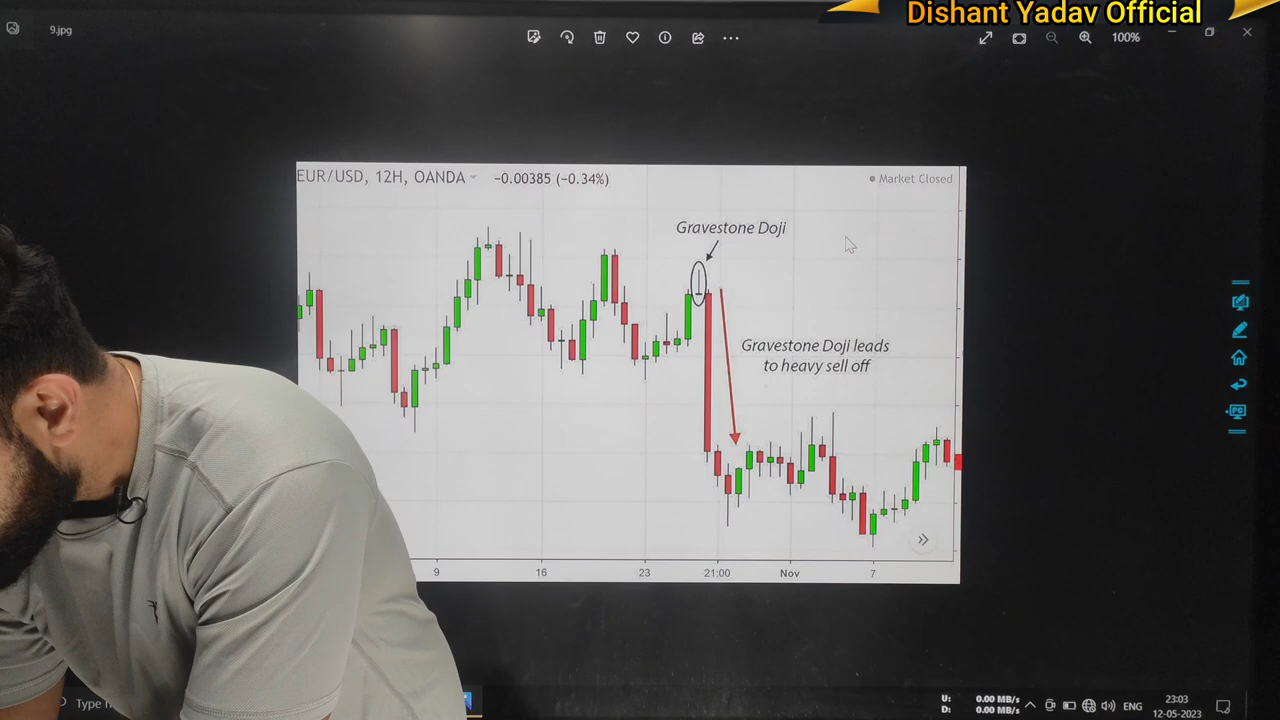 Dishant Yadav Official
9.jpg
100%
EUR/USD, 12H, OANDA
−0.00385 (−0.34%)
Market Closed
Gravestone Doji
Gravestone Doji leads
to heavy sell off
9 16 23 21:00 Nov 7
PC
Type
U: 0.00 MB/s
D: 0.00 MB/s
ENG
23:03
12-05-2023